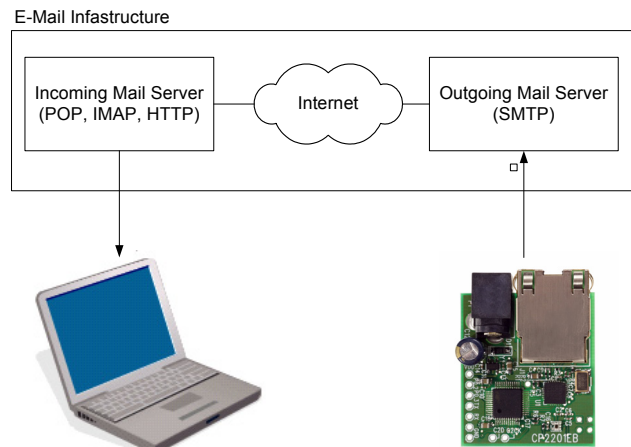 E-Mail Infastructure
Incoming Mail Server
(POP, IMAP, HTTP)
Internet
Outgoing Mail Server
(SMTP)
CP2201EB